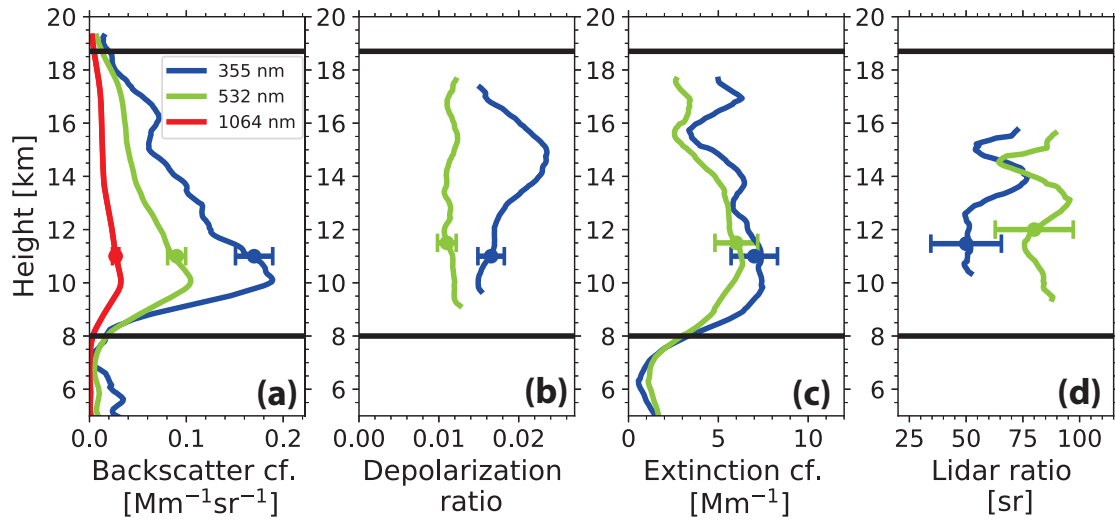 20
18
16
14
12
10
8
6
Height [km]
355 nm
532 nm
1064 nm
(a)
0.0 0.1 0.2
Backscatter cf.
[Mm⁻¹sr⁻¹]
20
18
16
14
12
10
8
6
(b)
0.00 0.01 0.02
Depolarization
ratio
20
18
16
14
12
10
8
6
(c)
0 5 10
Extinction cf.
[Mm⁻¹]
20
18
16
14
12
10
8
6
(d)
25 50 75 100
Lidar ratio
[sr]